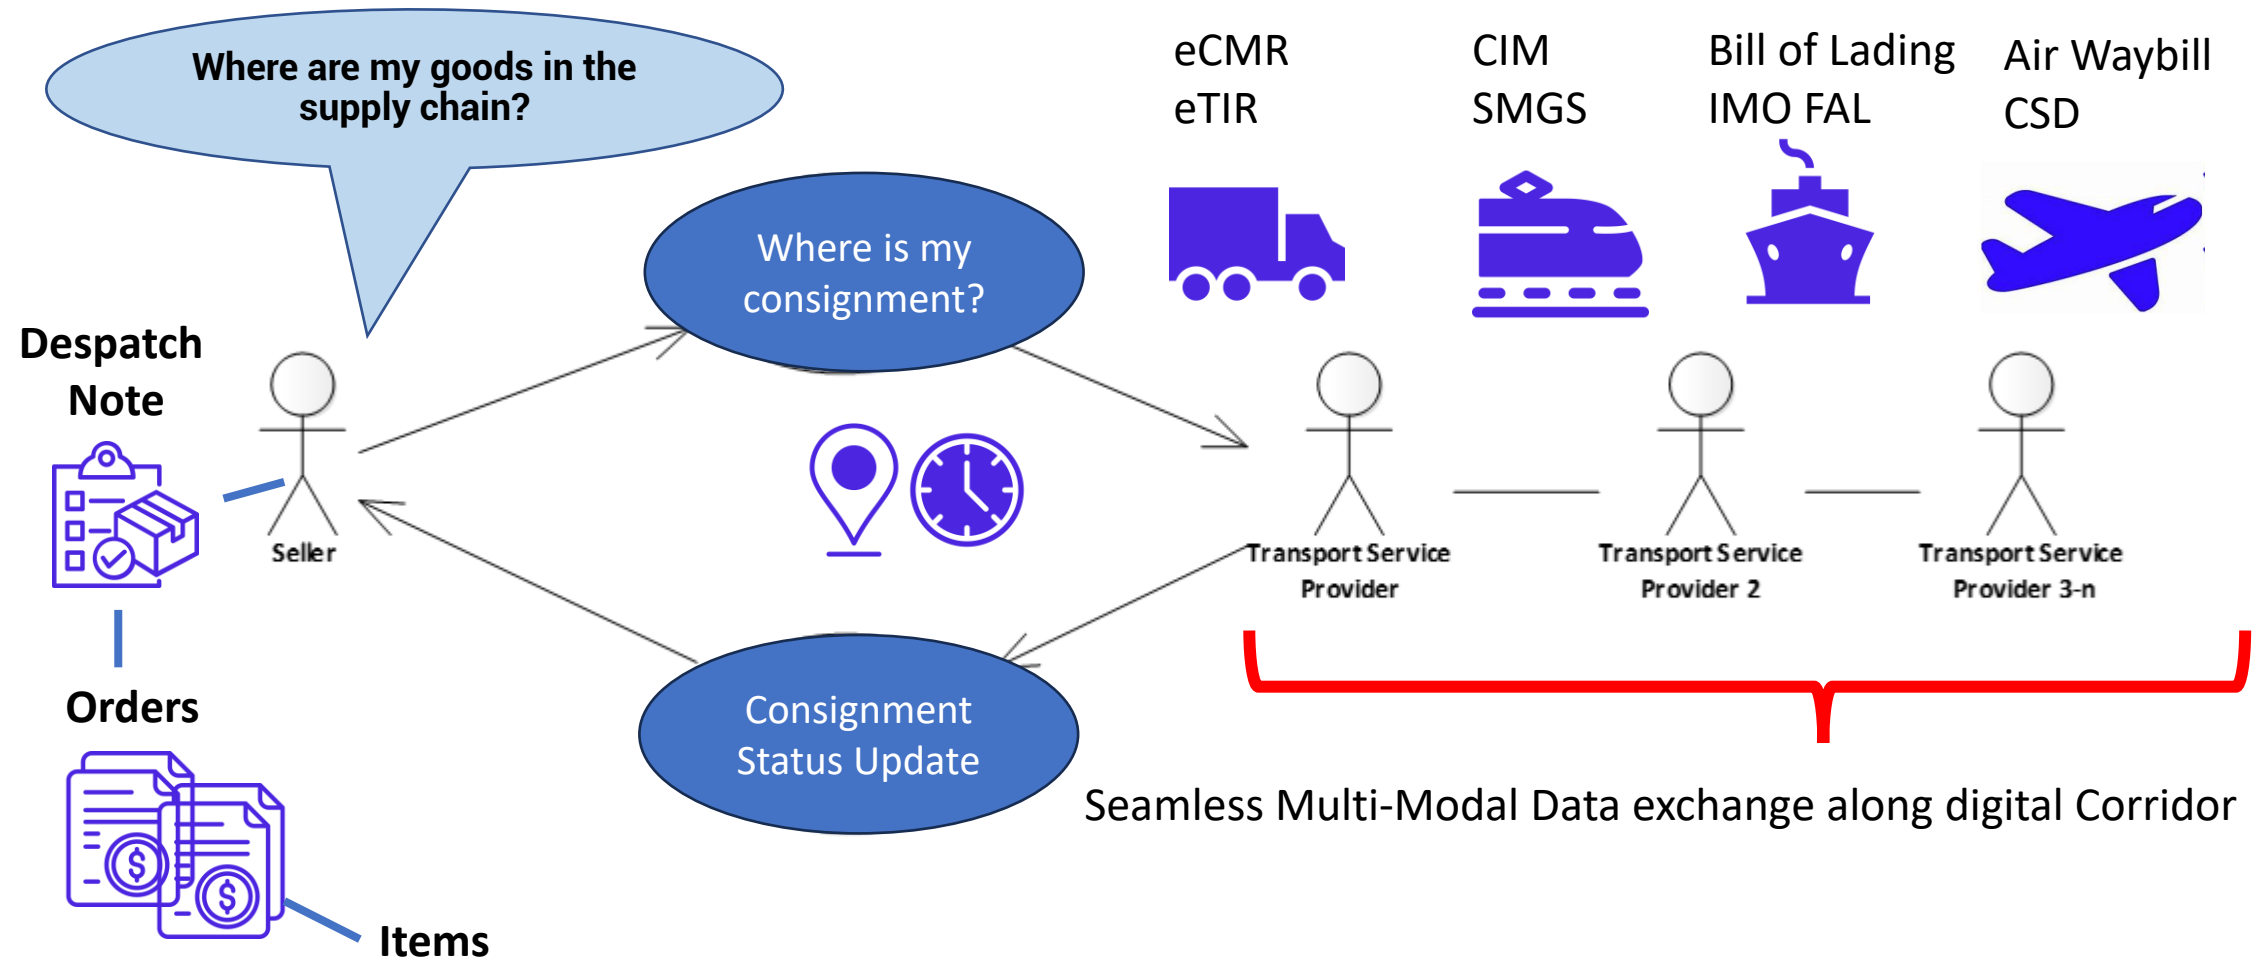 Where are my goods in the
supply chain?
eCMR
eTIR
CIM
SMGS
Bill of Lading
IMO FAL
Air Waybill
CSD
Where is my
consignment?
Despatch
Note
Seller
Transport Service
Provider
Transport Service
Provider 2
Transport Service
Provider 3-n
Orders
Consignment
Status Update
Seamless Multi-Modal Data exchange along digital Corridor
$
$
Items